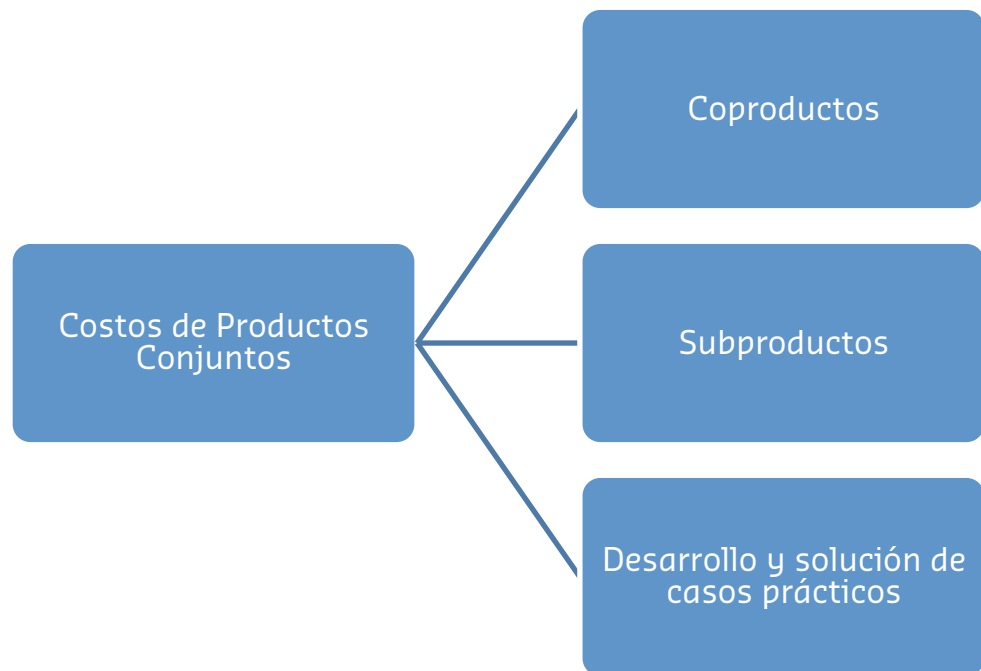 Coproductos
Costos de Productos
Conjuntos
Subproductos
Desarrollo y solución de
casos prácticos